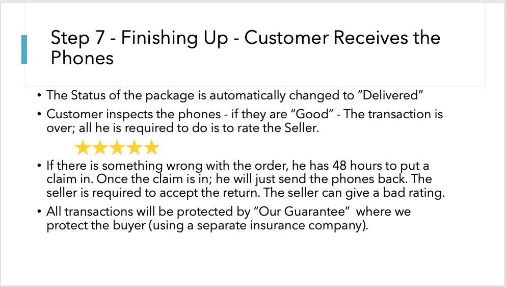 Step 7 - Finishing Up - Customer Receives the
Phones
• The Status of the package is automatically changed to "Delivered"
• Customer inspects the phones - if they are "Good" - The transaction is
over; all he is required to do is to rate the Seller.
• If there is something wrong with the order, he has 48 hours to put a
claim in. Once the claim is in; he will just send the phones back. The
seller is required to accept the return. The seller can give a bad rating.
• All transactions will be protected by "Our Guarantee" where we
protect the buyer (using a separate insurance company).